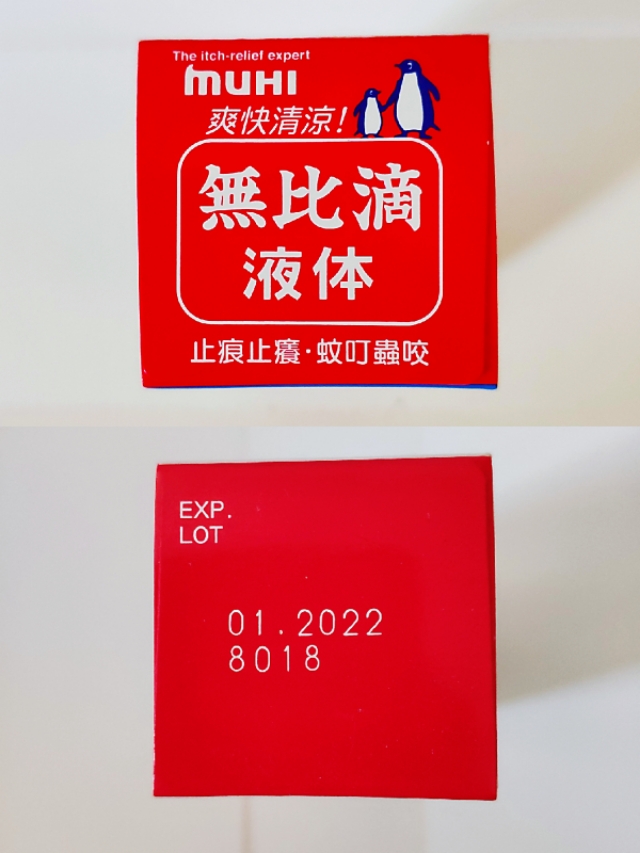 The itch-relief expert
MUHI
爽快清涼!
無比滴
液体
止痕止癢·蚊叮蟲咬
EXP.
LOT
01.2022
8018